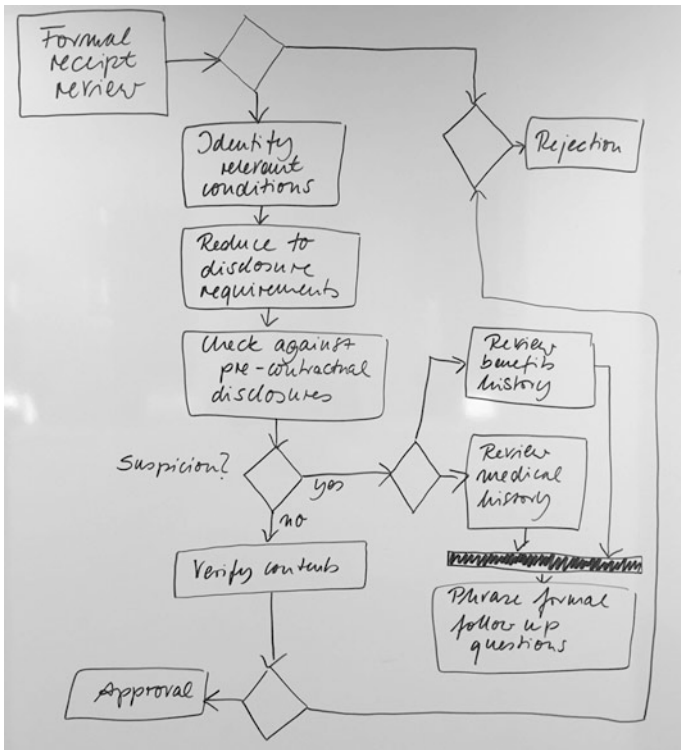 Formal
receipt
review
Identify
relevant
conditions
Rejection
Reduce to
disclosure
requirements
Check against
pre-contractual
disclosures
Review
benefits
history
Suspicion?
yes
Review
medical
history
no
Verify contents
Phrase formal
follow up
questions
Approval